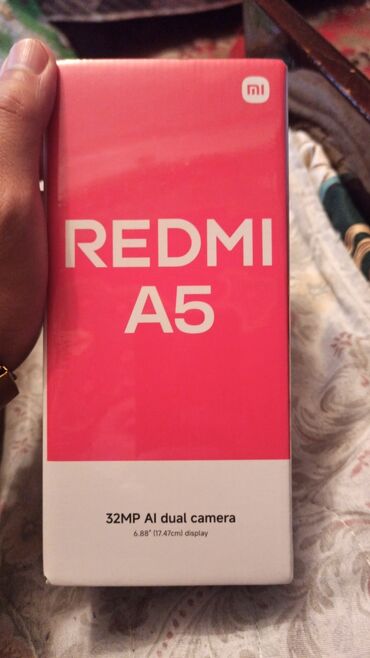 mi
REDMI
A5
32MP AI dual camera
6.88" (17.47cm) display